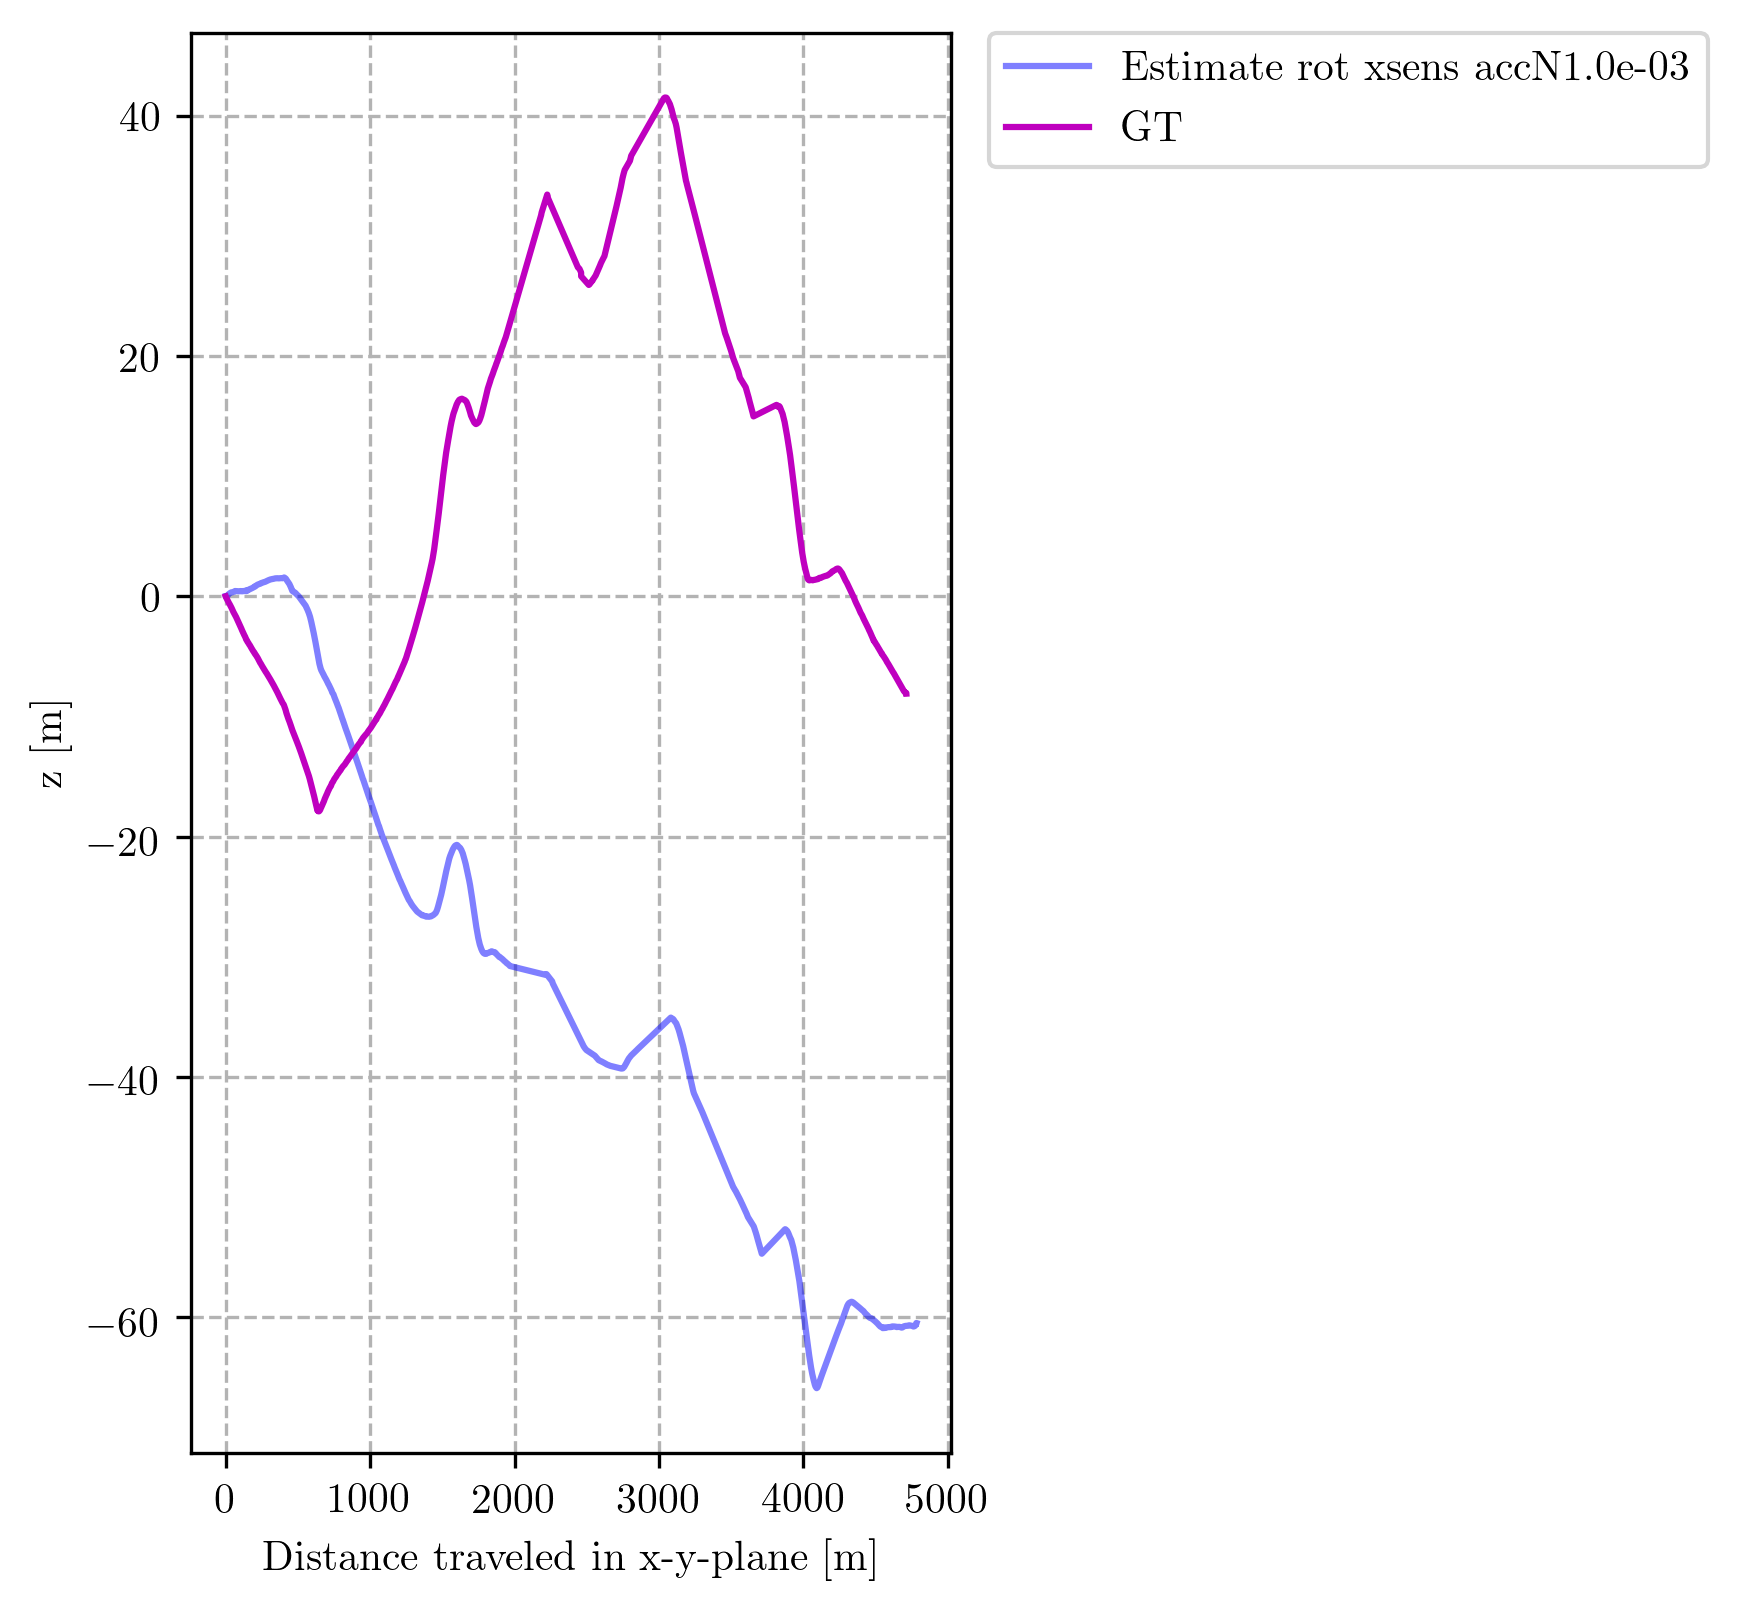 Estimate rot xsens accN1.0e-03
GT
40
20
0
−20
−40
−60
z [m]
0 1000 2000 3000 4000 5000
Distance traveled in x-y-plane [m]